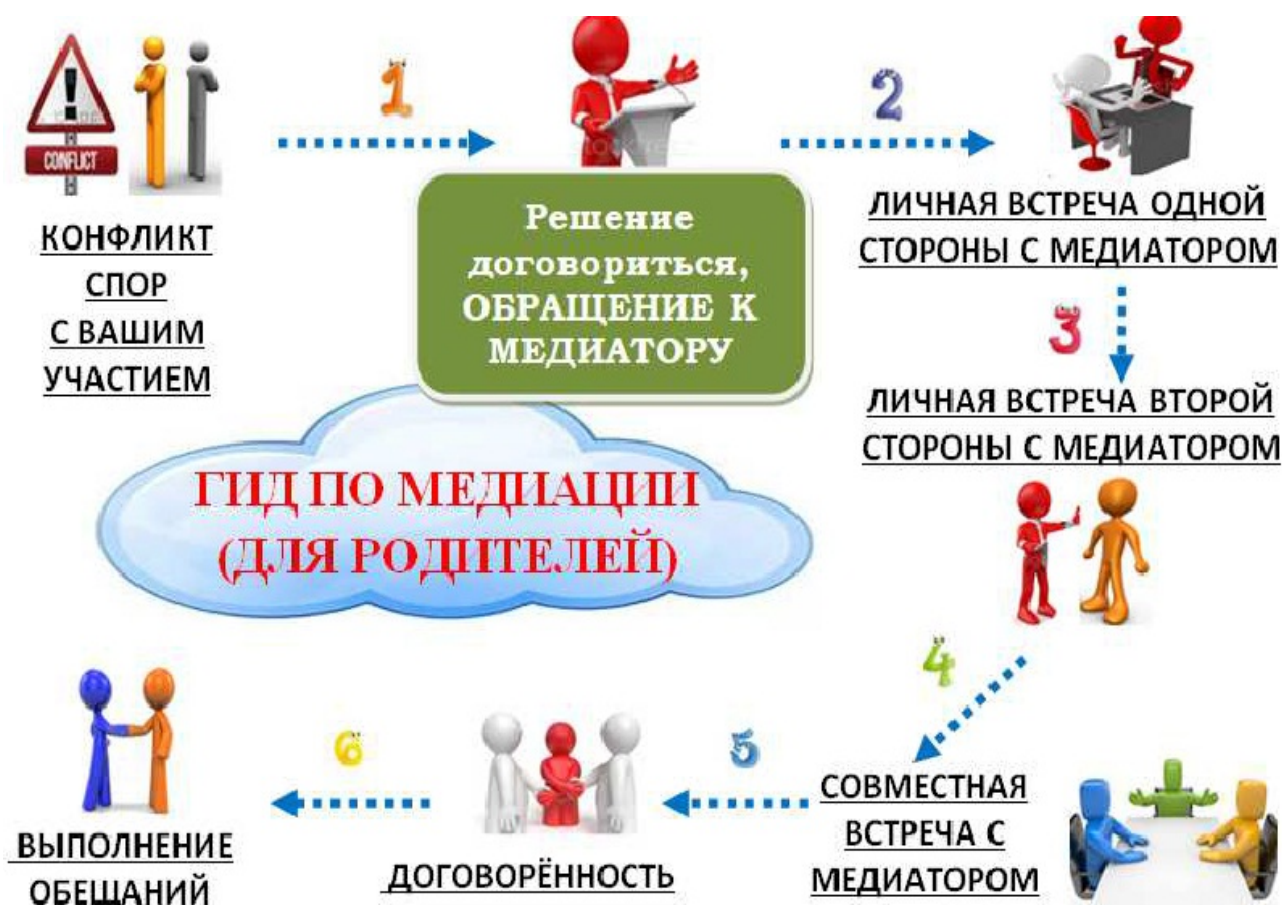 CONFLICT
КОНФЛИКТ
СПОР
С ВАШИМ
УЧАСТИЕМ
1
Решение
договориться,
ОБРАЩЕНИЕ К
МЕДИАТОРУ
2
ЛИЧНАЯ ВСТРЕЧА ОДНОЙ
СТОРОНЫ С МЕДИАТОРОМ
3
ЛИЧНАЯ ВСТРЕЧА ВТОРОЙ
СТОРОНЫ С МЕДИАТОРОМ
ГИД ПО МЕДИАЦИИ
(ДЛЯ РОДИТЕЛЕЙ)
4
СОВМЕСТНАЯ
ВСТРЕЧА С
МЕДИАТОРОМ
5
ДОГОВОРЁННОСТЬ
6
ВЫПОЛНЕНИЕ
ОБЕЩАНИЙ